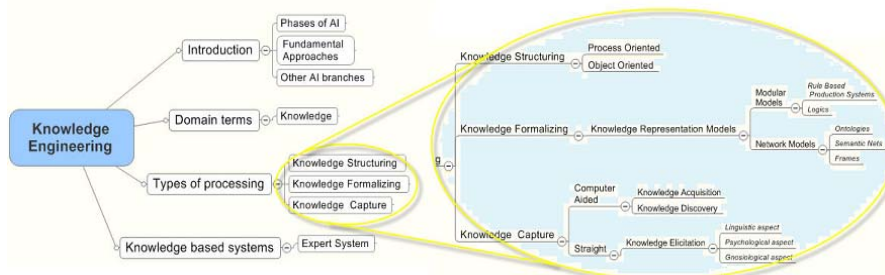 Knowledge
Engineering
Introduction
Phases of AI
Fundamental
Approaches
Other AI branches
Domain terms
Knowledge
Types of processing
Knowledge Structuring
Knowledge Formalizing
Knowledge Capture
Knowledge based systems
Expert System
g
Knowledge Structuring
Process Oriented
Object Oriented
Knowledge Formalizing
Knowledge Representation Models
Modular
Models
Rule Based
Production Systems
Logics
Network Models
Ontologies
Semantic Nets
Frames
Knowledge Capture
Computer
Aided
Knowledge Acquisition
Knowledge Discovery
Straight
Knowledge Elicitation
Linguistic aspect
Psychological aspect
Gnosiological aspect